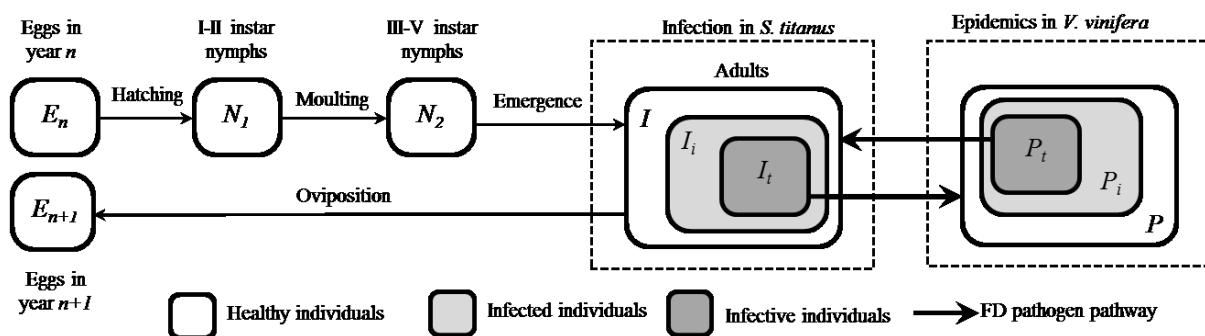 Eggs in
year n
I-II instar
nymphs
III-V instar
nymphs
Infection in S. titanus
Epidemics in V. vinifera
Adults
E_n
Hatching
N_1
Moulting
N_2
Emergence
I
I_i
I_t
P_t
P_i
P
Oviposition
E_{n+1}
Eggs in
year n+1
Healthy individuals
Infected individuals
Infective individuals
FD pathogen pathway